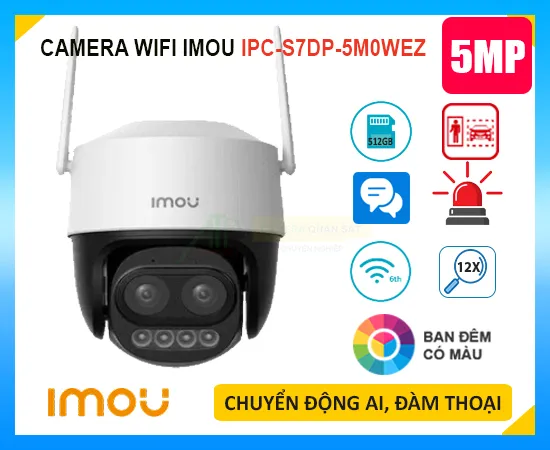 CAMERA WIFI IMOU IPC-S7DP-5M0WEZ
5MP
512GB
imou
6th
12X
BAN ĐÊM
CÓ MÀU
imou
CHUYỂN ĐỘNG AI, ĐÀM THOẠI